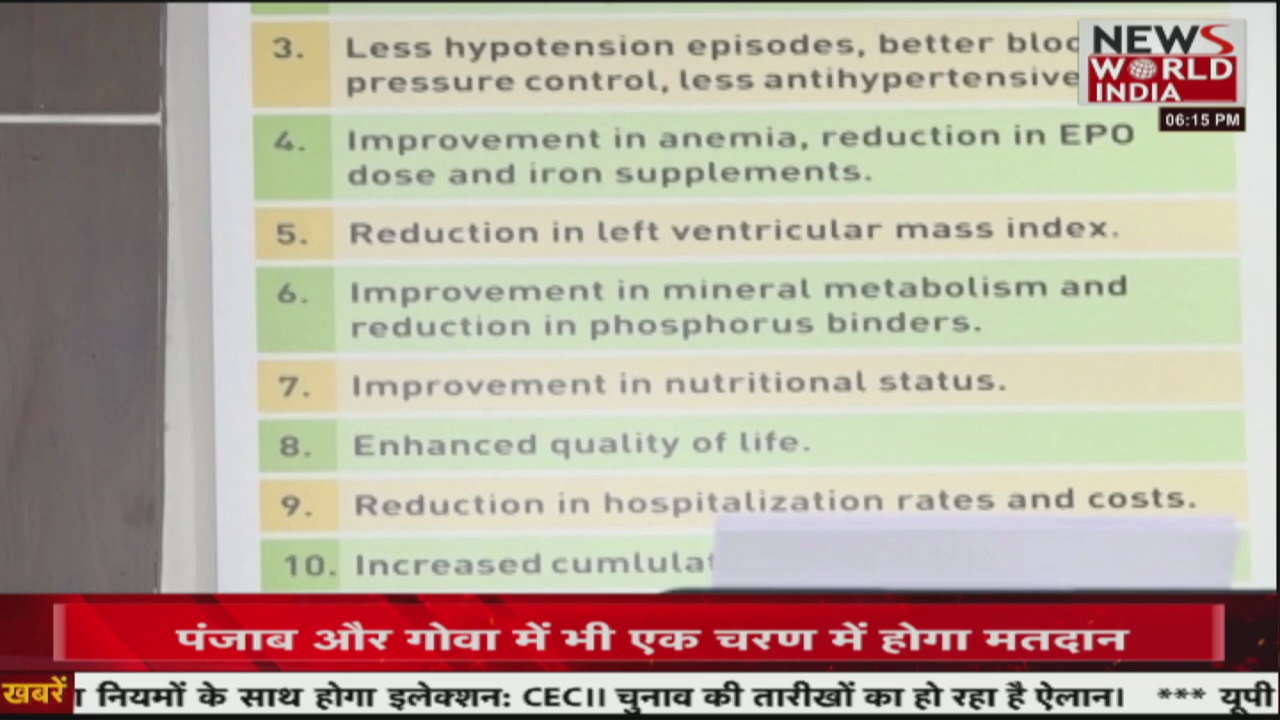 3. Less hypotension episodes, better
pressure control, less antihypertensive
4. Improvement in anemia, reduction in EPO
dose and iron supplements.
5. Reduction in left ventricular mass index.
6. Improvement in mineral metabolism and
reduction in phosphorus binders.
7. Improvement in nutritional status.
8. Enhanced quality of life.
9. Reduction in hospitalization rates and costs.
10. Increased
NEWS
WORLD
INDIA
06:15 PM
पंजाब और गोवा में भी एक चरण में होगा मतदान
खबरें नियमों के साथ होगा इलेक्शन: CEC।। चुनाव की तारीखों का हो रहा है ऐलान। *** यूपी